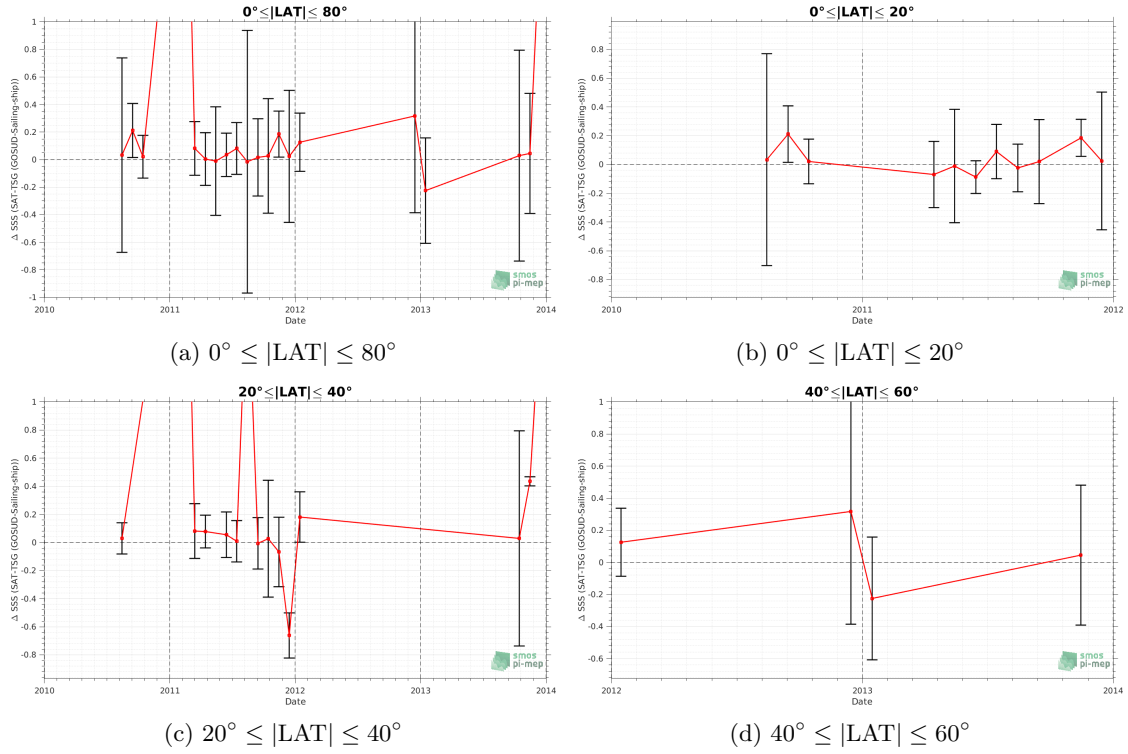 0°≤|LAT|≤ 80°
Δ SSS (SAT-TSG (GOSUD-Sailing-ship))
0.8
0.6
0.4
0.2
0
-0.2
-0.4
-0.6
-0.8
-1
2010
2011
2012
2013
2014
Date
smos
pi-mep
(a) 0° ≤ |LAT| ≤ 80°
0°≤|LAT|≤ 20°
Δ SSS (SAT-TSG (GOSUD-Sailing-ship))
0.8
0.6
0.4
0.2
0
-0.2
-0.4
-0.6
-0.8
2010
2011
2012
Date
smos
pi-mep
(b) 0° ≤ |LAT| ≤ 20°
20°≤|LAT|≤ 40°
Δ SSS (SAT-TSG (GOSUD-Sailing-ship))
1
0.8
0.6
0.4
0.2
0
-0.2
-0.4
-0.6
-0.8
2010
2011
2012
2013
2014
Date
smos
pi-mep
(c) 20° ≤ |LAT| ≤ 40°
40°≤|LAT|≤ 60°
Δ SSS (SAT-TSG (GOSUD-Sailing-ship))
1
0.8
0.6
0.4
0.2
0
-0.2
-0.4
-0.6
2012
2013
2014
Date
smos
pi-mep
(d) 40° ≤ |LAT| ≤ 60°